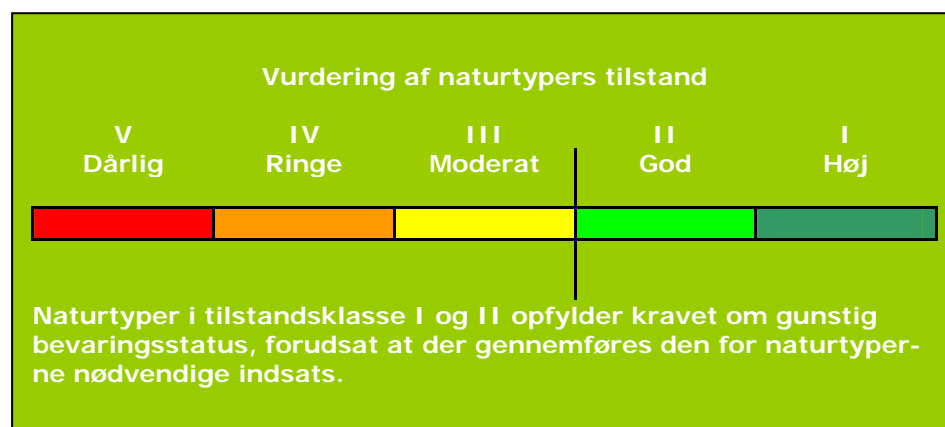 Vurdering af naturtypers tilstand
V IV III II I
Dårlig Ringe Moderat God Høj
Naturtyper i tilstandsklasse I og II opfylder kravet om gunstig
bevaringsstatus, forudsat at der gennemføres den for naturtyper-
ne nødvendige indsats.